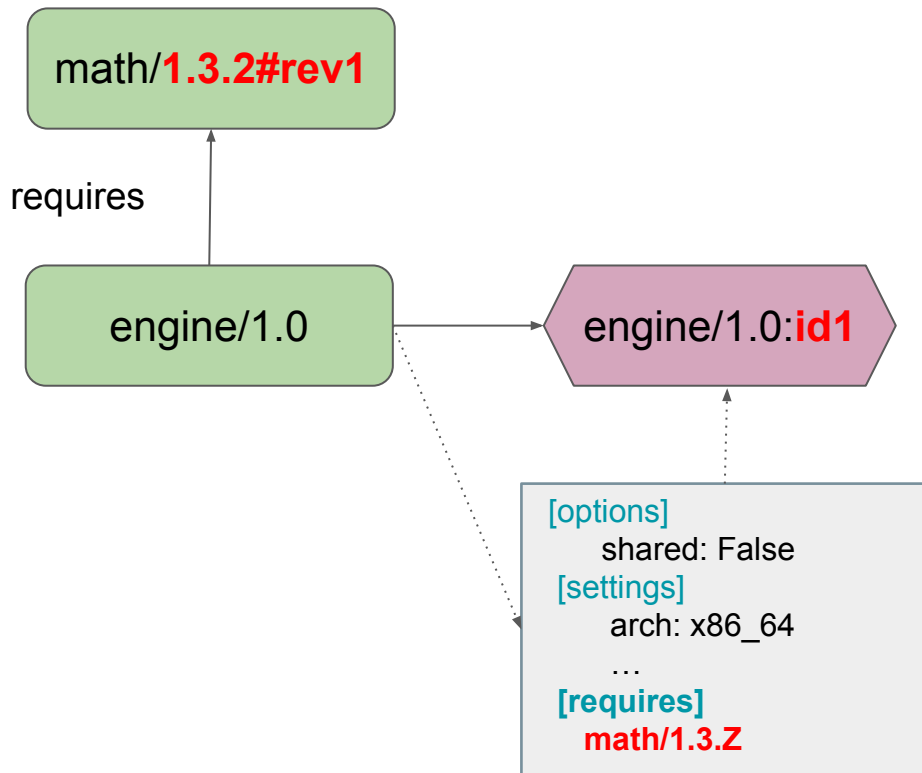 math/1.3.2#rev1
requires
engine/1.0
engine/1.0:id1
[options]
shared: False
[settings]
arch: x86_64
…
[requires]
math/1.3.Z